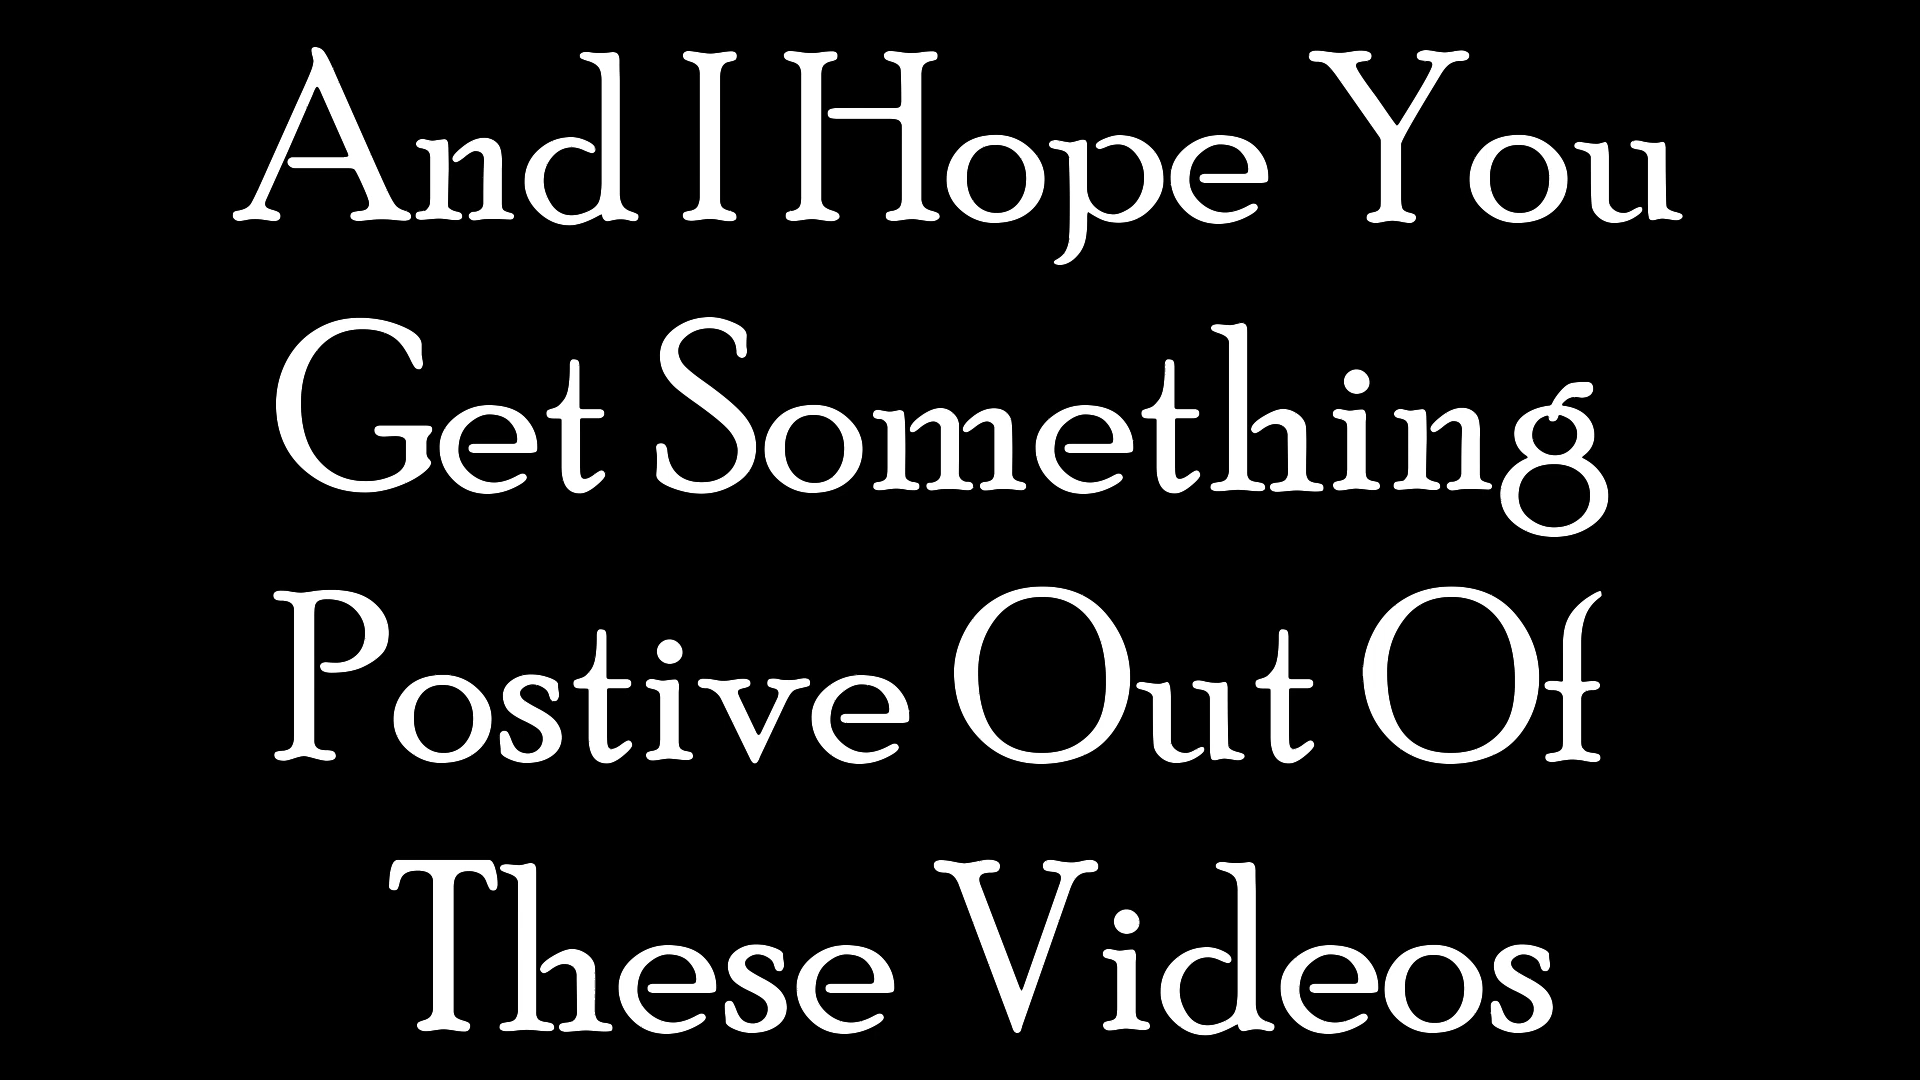 And I Hope You
Get Something
Postive Out Of
These Videos